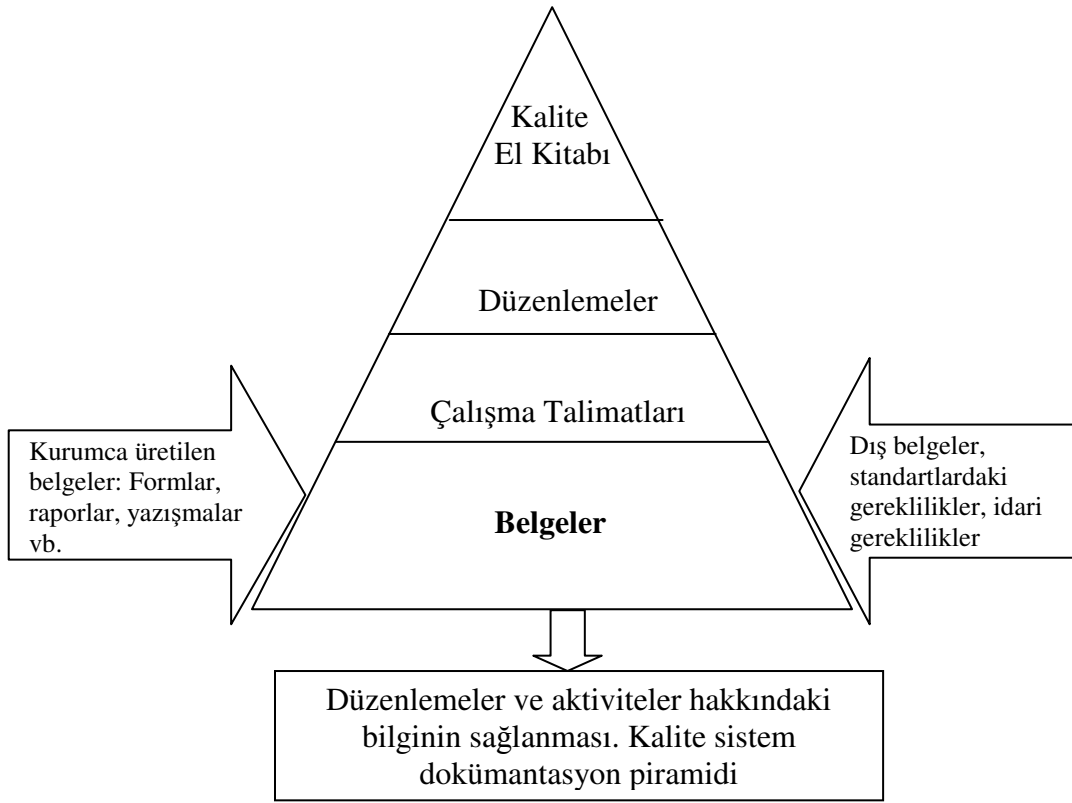 Kalite
El Kitabı
Düzenlemeler
Çalışma Talimatları
Kurumca üretilen
belgeler: Formlar,
raporlar, yazışmalar
vb.
Belgeler
Dış belgeler,
standartlardaki
gereklilikler, idari
gereklilikler
Düzenlemeler ve aktiviteler hakkındaki
bilginin sağlanması. Kalite sistem
dokümantasyon piramidi